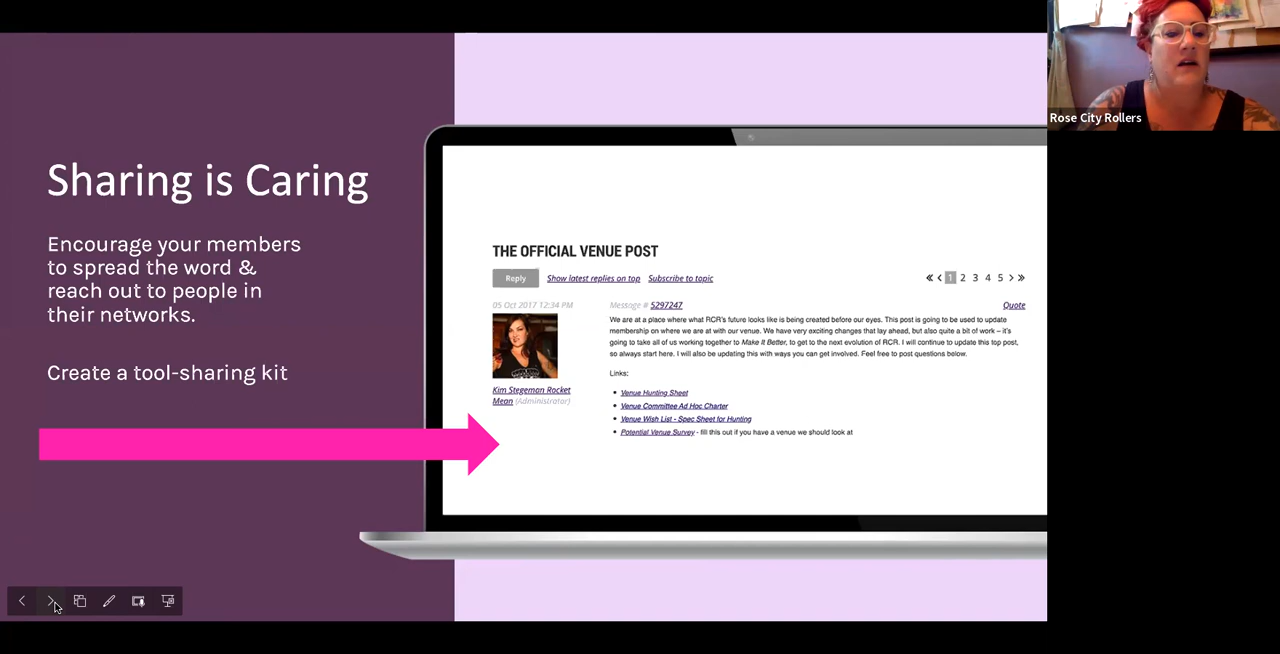 Sharing is Caring
Encourage your members
to spread the word &
reach out to people in
their networks.
Create a tool-sharing kit
THE OFFICIAL VENUE POST
Reply Show latest replies on top Subscribe to topic
« ‹ 1 2 3 4 5 › »
05 Oct 2017 12:34 PM
Message # 5297247
Quote
Kim Stegeman Rocket
Mean (Administrator)
We are at a place where what RCR's future looks like is being created before our eyes. This post is going to be used to update
membership on where we are at with our venue. We have very exciting changes that lay ahead, but also quite a bit of work – it's
going to take all of us working together to Make It Better, to get to the next evolution of RCR. I will continue to update this top post,
so always start here. I will also be updating this with ways you can get involved. Feel free to post questions below.
Links:
• Venue Hunting Sheet
• Venue Committee Ad Hoc Charter
• Venue Wish List - Spec Sheet for Hunting
• Potential Venue Survey - fill this out if you have a venue we should look at
Rose City Rollers